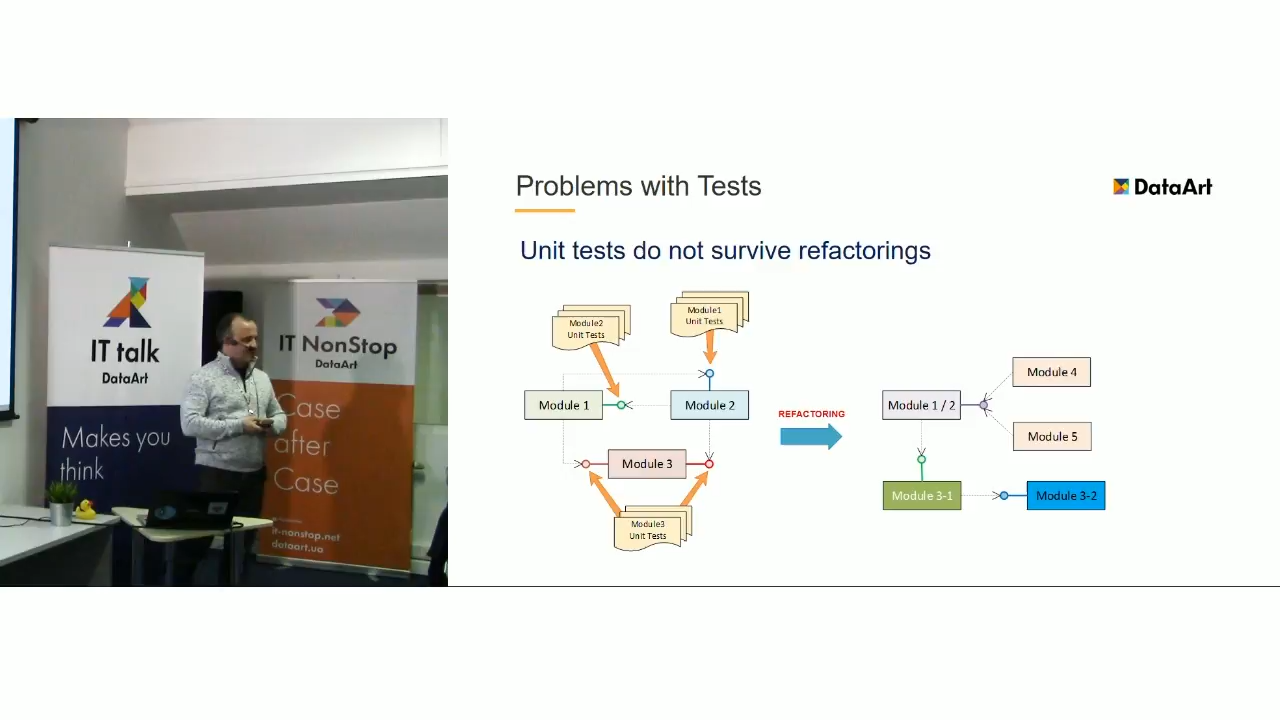 IT talk
DataArt
Makes you
think
IT NonStop
DataArt
Case
after
Case
it-nonstop.net
dataart.ua
Problems with Tests
DataArt
Unit tests do not survive refactorings
Module2
Unit Tests
Module1
Unit Tests
Module 1
Module 2
Module 3
Module3
Unit Tests
REFACTORING
Module 4
Module 1 / 2
Module 5
Module 3-1
Module 3-2